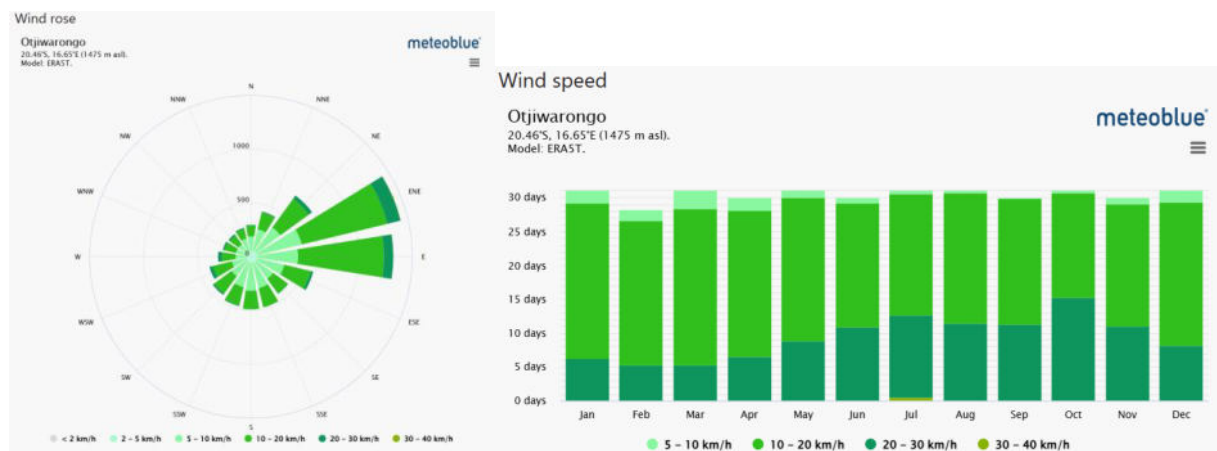 Wind rose
Otjiwarongo
20.46°S, 16.65°E (1475 m asl).
Model: ERA5T.
meteoblue
N
NNW
NNE
NW
NE
1000
WNW
ENE
500
0
W
E
WSW
ESE
SW
SE
SSW
SSE
S
< 2 km/h 2 – 5 km/h 5 – 10 km/h 10 – 20 km/h 20 – 30 km/h 30 – 40 km/h
Wind speed
Otjiwarongo
20.46°S, 16.65°E (1475 m asl).
Model: ERA5T.
meteoblue
30 days
25 days
20 days
15 days
10 days
5 days
0 days
Jan Feb Mar Apr May Jun Jul Aug Sep Oct Nov Dec
5 – 10 km/h 10 – 20 km/h 20 – 30 km/h 30 – 40 km/h